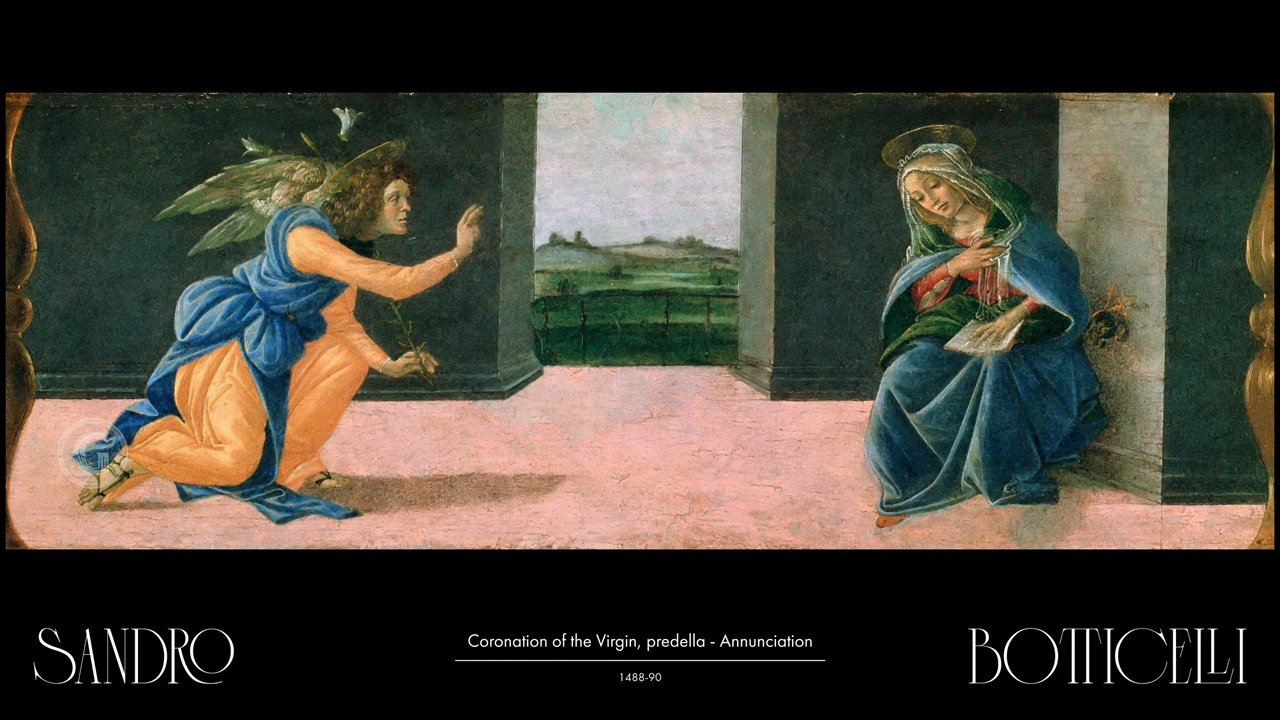 SANDRO
Coronation of the Virgin, predella - Annunciation
1488-90
BOTTICELLI